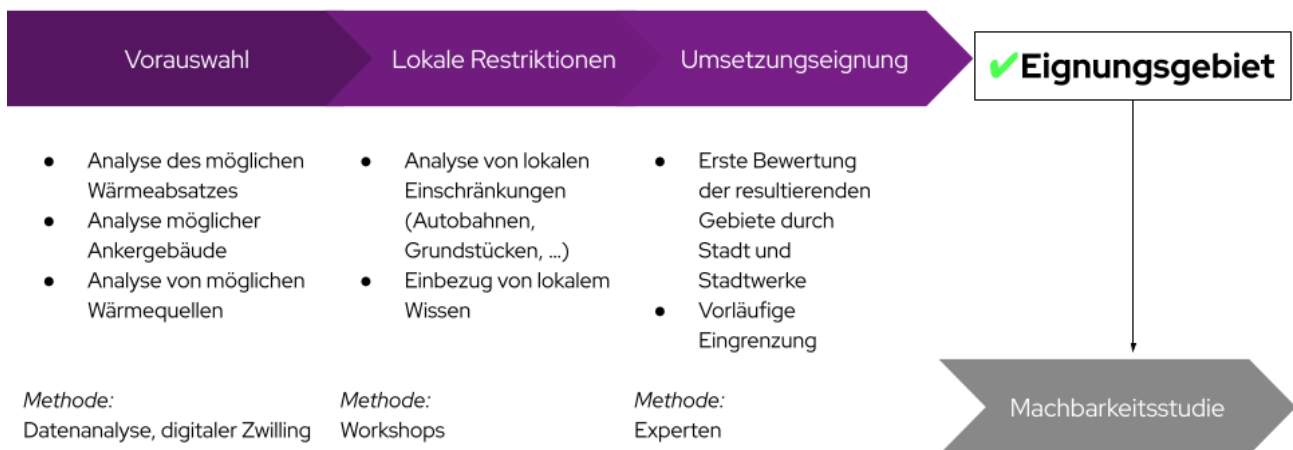 Vorauswahl
Lokale Restriktionen
Umsetzungseignung
✔Eignungsgebiet
● Analyse des möglichen
Wärmeabsatzes
● Analyse möglicher
Ankergebäude
● Analyse von möglichen
Wärmequellen
Methode:
Datenanalyse, digitaler Zwilling
● Analyse von lokalen
Einschränkungen
(Autobahnen,
Grundstücken, ...)
● Einbezug von lokalem
Wissen
Methode:
Workshops
● Erste Bewertung
der resultierenden
Gebiete durch
Stadt und
Stadtwerke
● Vorläufige
Eingrenzung
Methode:
Experten
Machbarkeitsstudie